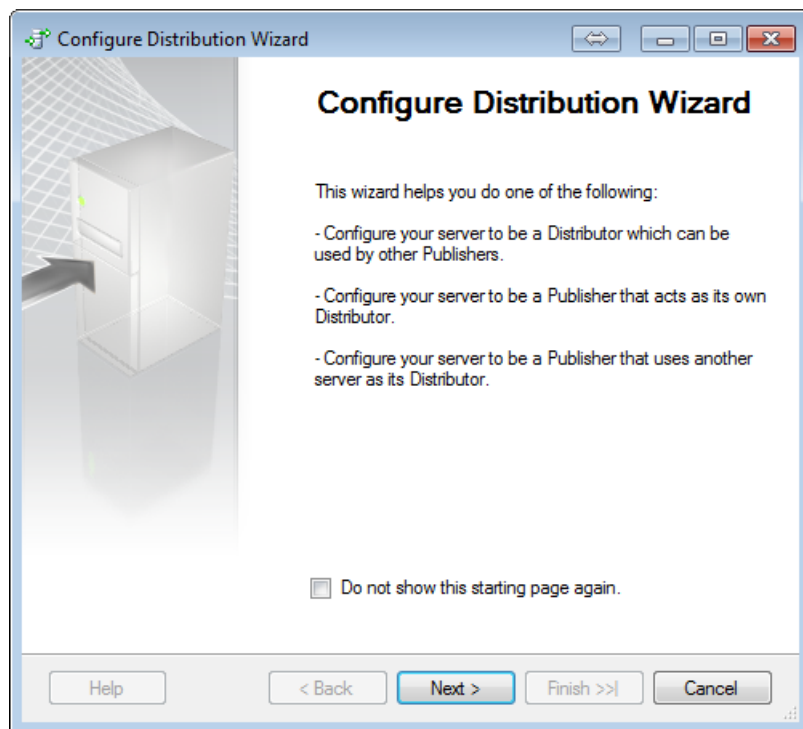 Configure Distribution Wizard
Configure Distribution Wizard
This wizard helps you do one of the following:
- Configure your server to be a Distributor which can be
used by other Publishers.
- Configure your server to be a Publisher that acts as its own
Distributor.
- Configure your server to be a Publisher that uses another
server as its Distributor.
Do not show this starting page again.
Help
< Back
Next >
Finish >>|
Cancel